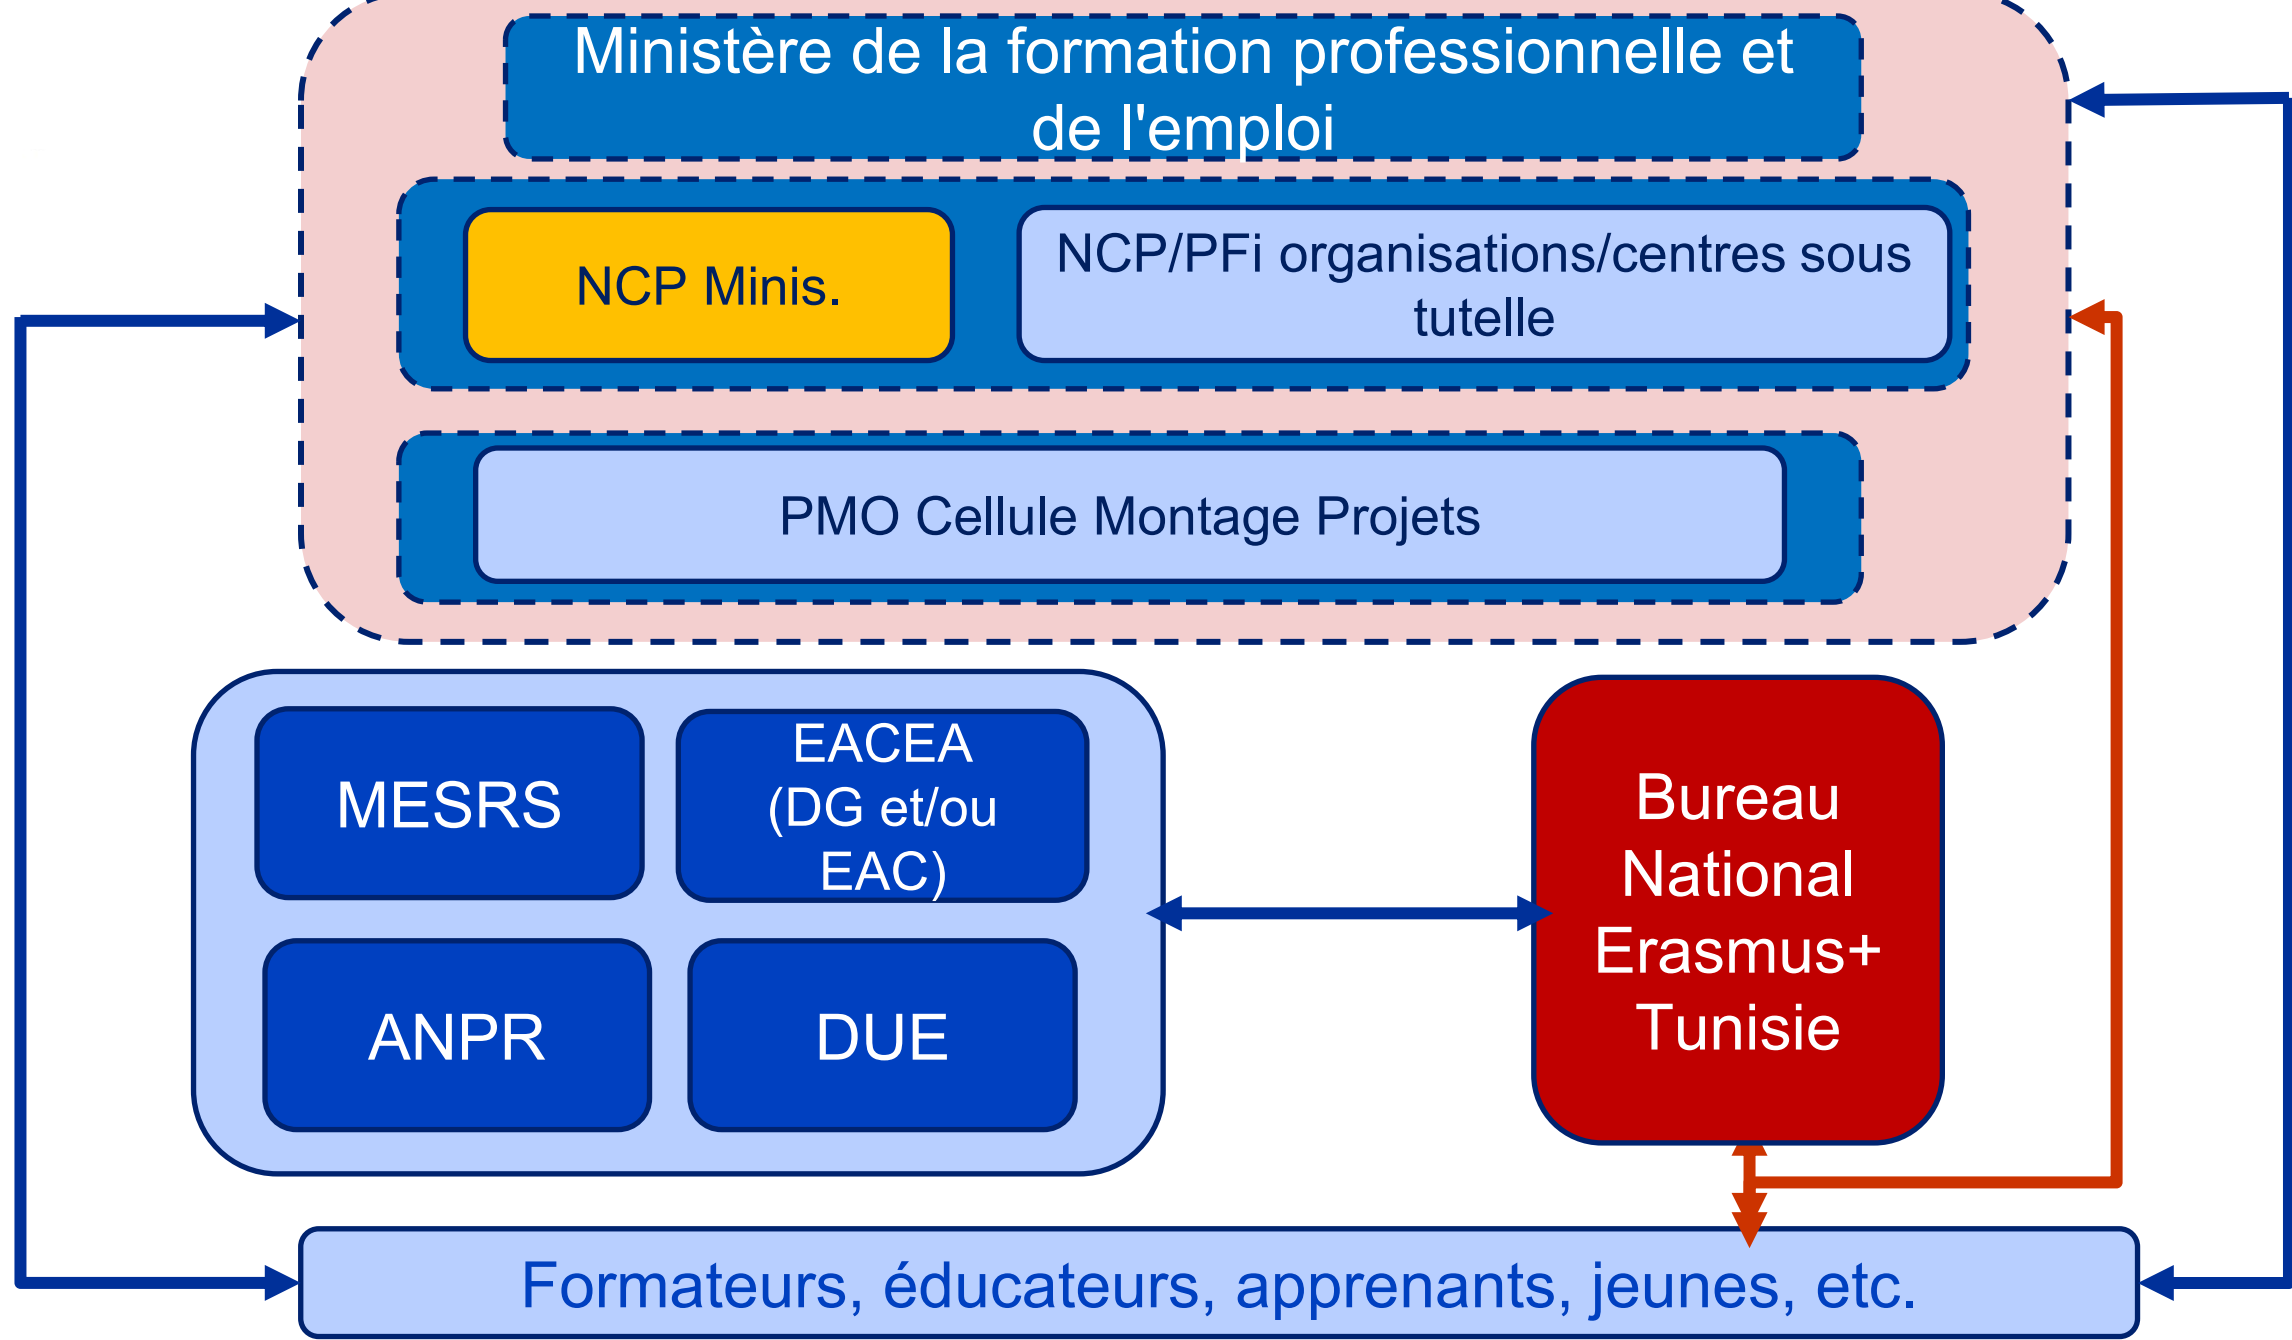 Ministère de la formation professionnelle et
de l'emploi
NCP Minis.
NCP/PFi organisations/centres sous
tutelle
PMO Cellule Montage Projets
MESRS
EACEA
(DG et/ou
EAC)
ANPR
DUE
Bureau
National
Erasmus+
Tunisie
Formateurs, éducateurs, apprenants, jeunes, etc.